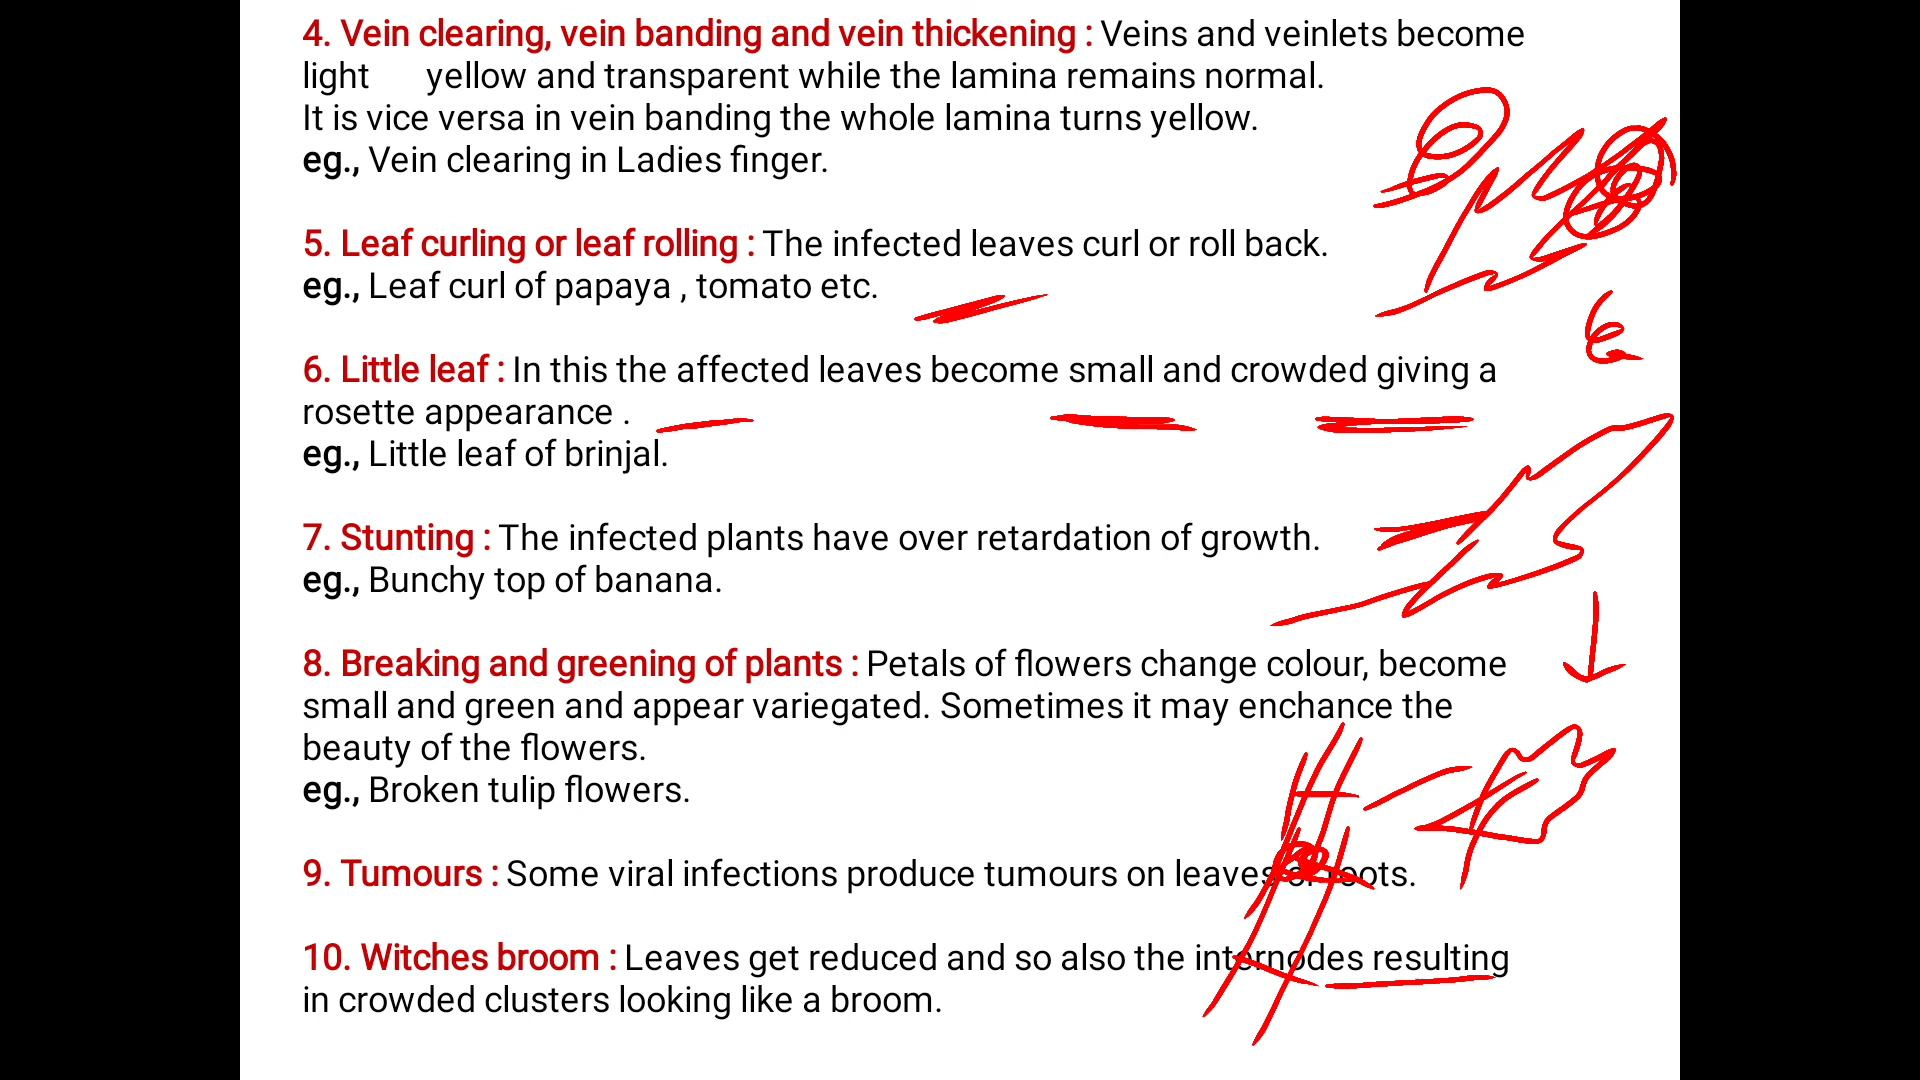 4. Vein clearing, vein banding and vein thickening : Veins and veinlets become
light yellow and transparent while the lamina remains normal.
It is vice versa in vein banding the whole lamina turns yellow.
eg., Vein clearing in Ladies finger.
5. Leaf curling or leaf rolling : The infected leaves curl or roll back.
eg., Leaf curl of papaya , tomato etc.
6. Little leaf : In this the affected leaves become small and crowded giving a
rosette appearance .
eg., Little leaf of brinjal.
7. Stunting : The infected plants have over retardation of growth.
eg., Bunchy top of banana.
8. Breaking and greening of plants : Petals of flowers change colour, become
small and green and appear variegated. Sometimes it may enchance the
beauty of the flowers.
eg., Broken tulip flowers.
9. Tumours : Some viral infections produce tumours on leaves or roots.
10. Witches broom : Leaves get reduced and so also the internodes resulting
in crowded clusters looking like a broom.